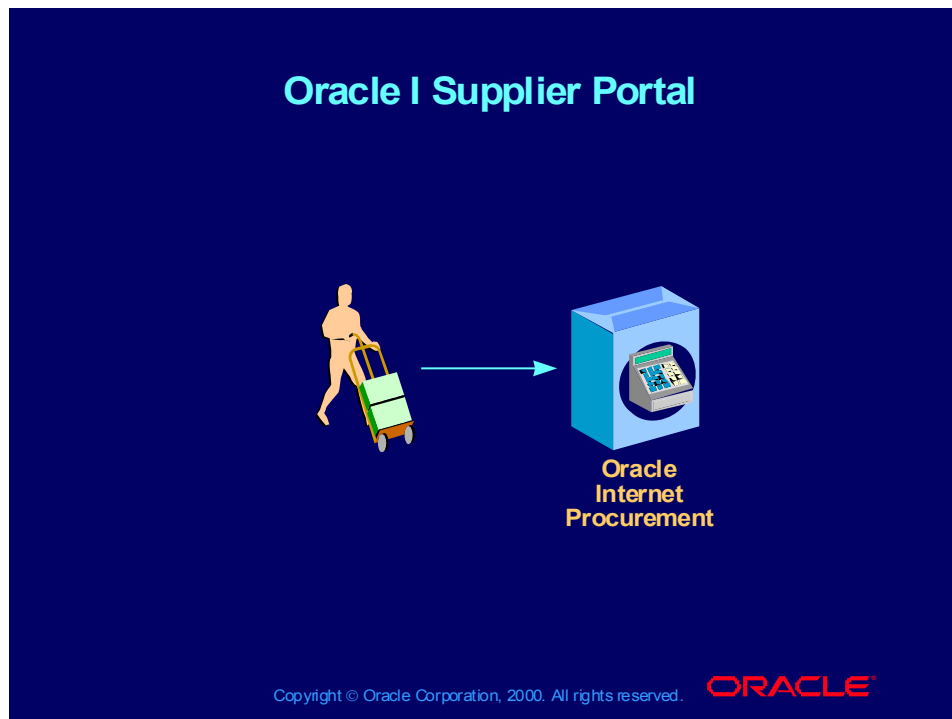 Oracle I Supplier Portal
Oracle
Internet
Procurement
Copyright © Oracle Corporation, 2000. All rights reserved.
ORACLE®